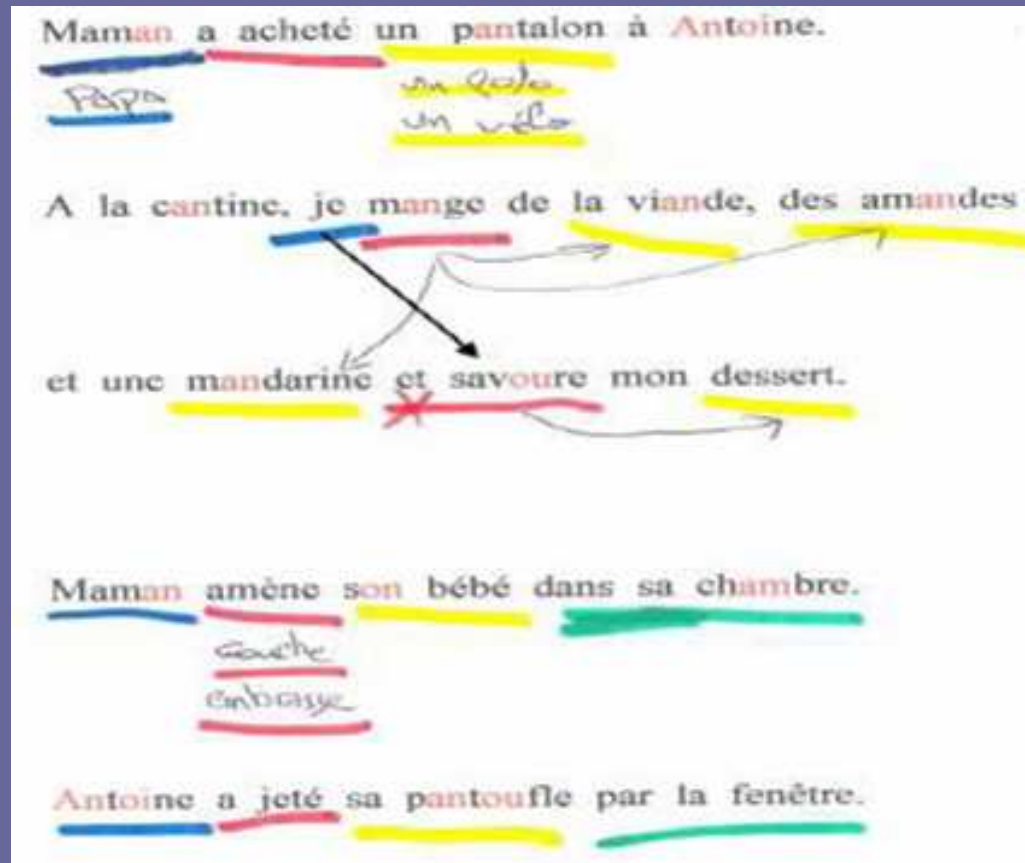 Maman a acheté un pantalon à Antoine.
Papa un polo
un vélo
A la cantine, je mange de la viande, des amandes
et une mandarine et savoure mon dessert.
Maman amène son bébé dans sa chambre.
couche
embrasse
Antoine a jeté sa pantoufle par la fenêtre.